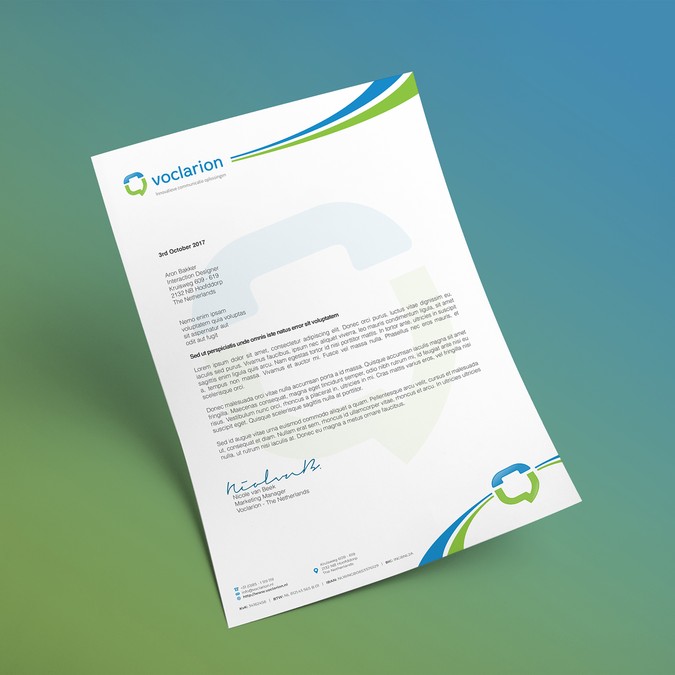 voclarion
Innovatieve communicatie oplossingen
3rd October 2017
Aron Bakker
Interaction Designer
Kruisweg 609 - 619
2132 NB Hoofddorp
The Netherlands
Nemo enim ipsam
voluptatem quia voluptas
sit aspernatur aut
odit aut fugit.
Sed ut perspiciatis unde omnis iste natus error sit voluptatem
Lorem ipsum dolor sit amet, consectetur adipiscing elit. Donec orci purus, luctus vitae dignissim eu,
iaculis sed purus. Vivamus faucibus, ipsum nec aliquet viverra, leo mauris condimentum ligula, sit amet
sagittis enim ligula quis arcu. Nam egestas tortor id nisi porttitor mattis. In tortor ante, ultricies in suscipit
a, tempus non massa. Vivamus et auctor mi. Fusce vel massa nulla. Phasellus nec eros mauris, et
scelerisque orci.
Donec malesuada orci vitae nulla accumsan porta a id massa. Quisque accumsan iaculis magna sit amet
fringilla. Maecenas consequat, magna eget tincidunt semper, odio nibh rutrum mi, id feugiat ante nisi eu
risus. Vestibulum nunc orci, rhoncus a placerat in, ultricies in mi. Cras mattis varius eros, vel fringilla
suscipit eget. Quisque scelerisque sagittis nulla at porttitor.
Sed id augue vitae urna euismod commodo aliquet a quam. Pellentesque arcu velit, cursus et malesuada
ut, consequat et diam. Nullam erat sem, rhoncus id ullamcorper vitae, rhoncus et arcu. In ultricies ultricies
nulla, ut rutrum nisi iaculis at. Donec eu magna a metus ornare faucibus.
Nicole van Beek
Marketing Manager
Voclarion - The Netherlands
info@voclarion.nl
http://www.voclarion.nl
Kruisweg 609 - 619
2132 NB Hoofddorp
The Netherlands
KvK:
BTW:
IBAN:
BIC: